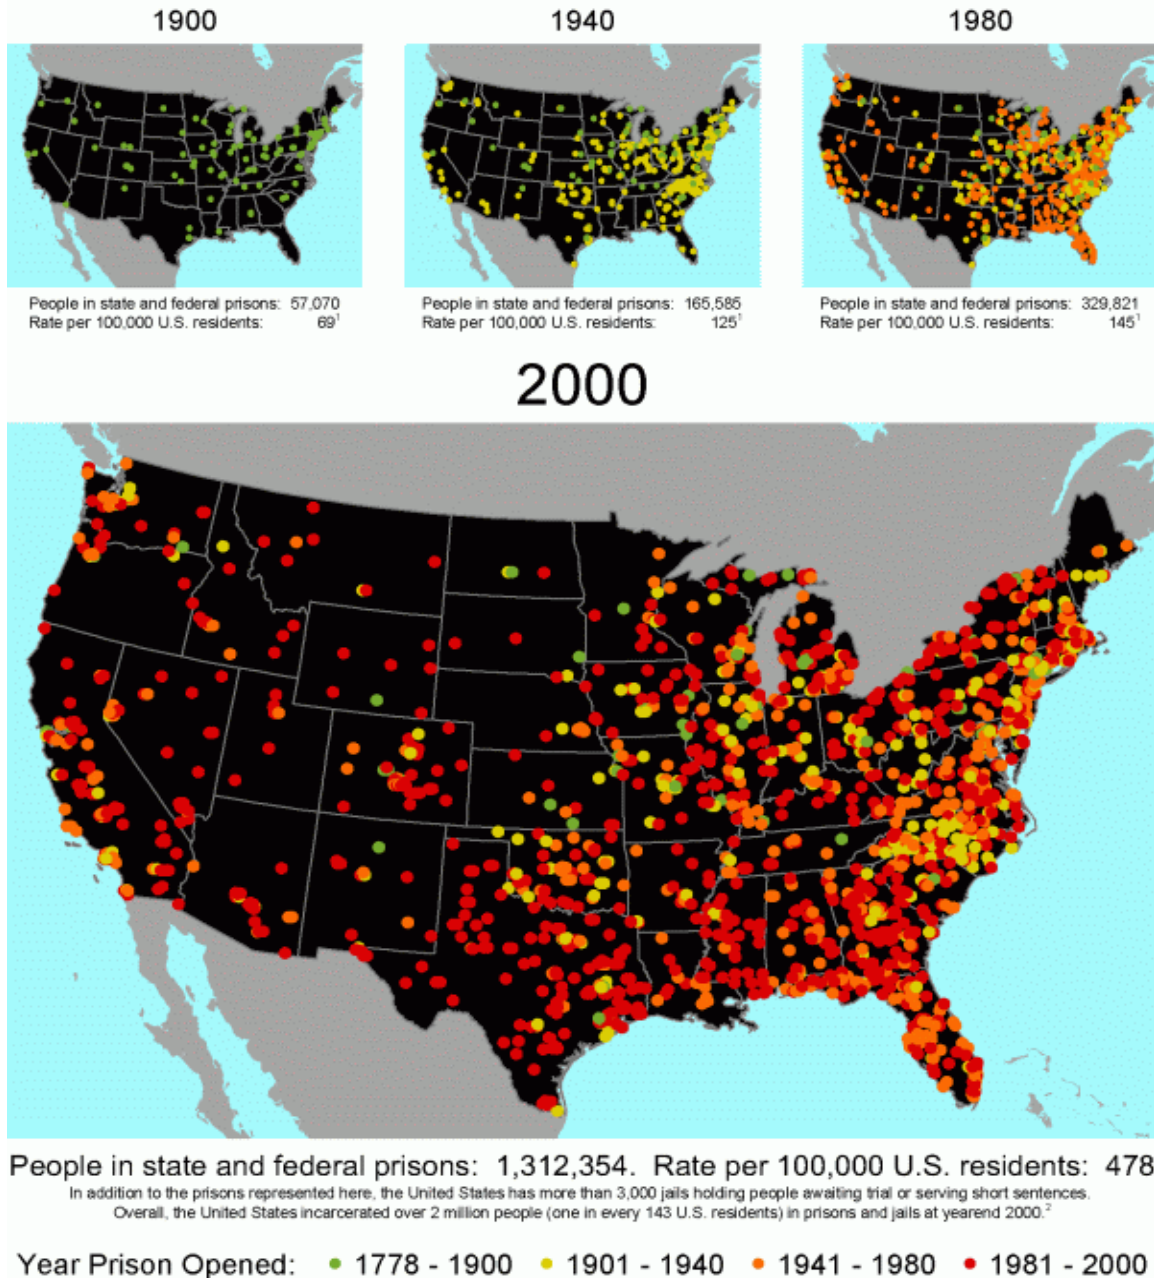 1900
1940
1980
People in state and federal prisons: 57,070
Rate per 100,000 U.S. residents: 69¹
People in state and federal prisons: 165,585
Rate per 100,000 U.S. residents: 125¹
People in state and federal prisons: 329,821
Rate per 100,000 U.S. residents: 145¹
2000
People in state and federal prisons: 1,312,354. Rate per 100,000 U.S. residents: 478
In addition to the prisons represented here, the United States has more than 3,000 jails holding people awaiting trial or serving short sentences.
Overall, the United States incarcerated over 2 million people (one in every 143 U.S. residents) in prisons and jails at yearend 2000.²
Year Prison Opened: 1778 - 1900 1901 - 1940 1941 - 1980 1981 - 2000